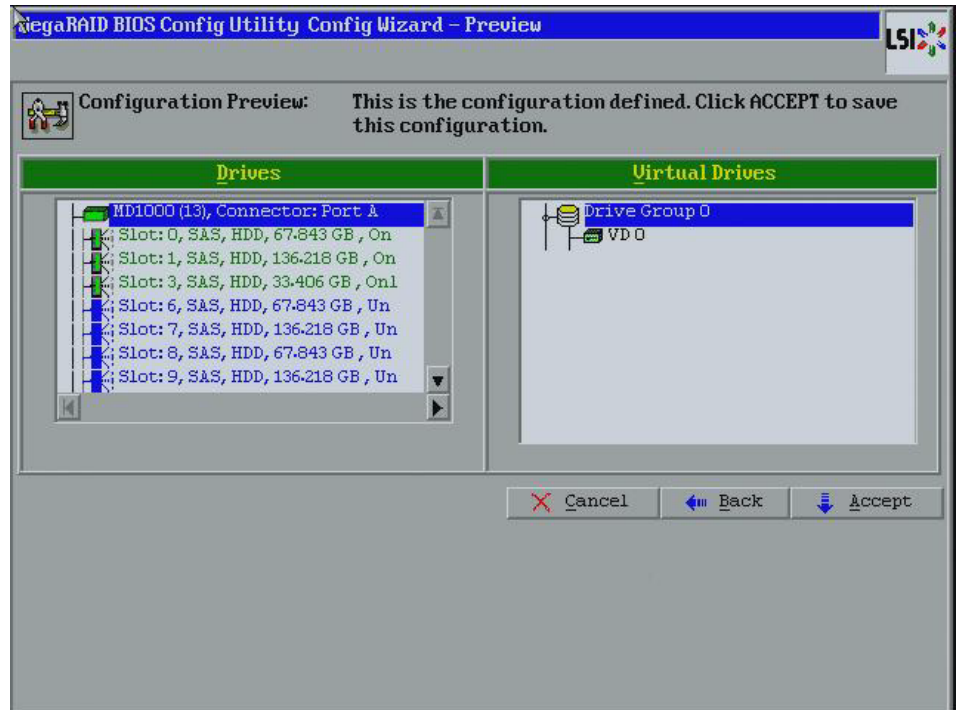 MegaRAID BIOS Config Utility Config Wizard – Preview
LSI
Configuration Preview: This is the configuration defined. Click ACCEPT to save
this configuration.
Drives
Virtual Drives
MD1000 (13), Connector: Port A
Slot: 0, SAS, HDD, 67.843 GB , On
Slot: 1, SAS, HDD, 136.218 GB , On
Slot: 3, SAS, HDD, 33.406 GB , Onl
Slot: 6, SAS, HDD, 67.843 GB , Un
Slot: 7, SAS, HDD, 136.218 GB , Un
Slot: 8, SAS, HDD, 67.843 GB , Un
Slot: 9, SAS, HDD, 136.218 GB , Un
Drive Group 0
VD 0
Cancel
Back
Accept